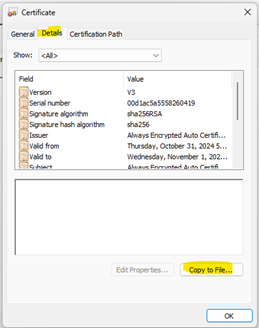 Certificate
General Details Certification Path
Show: <All>
Field Value
Version V3
Serial number 00d1ac5a5558260419
Signature algorithm sha256RSA
Signature hash algorithm sha256
Issuer Always Encrypted Auto Certifi...
Valid from Thursday, October 31, 2024 5...
Valid to Wednesday, November 1, 202...
Subject Always Encrypted Auto Certifi...
Edit Properties... Copy to File...
OK